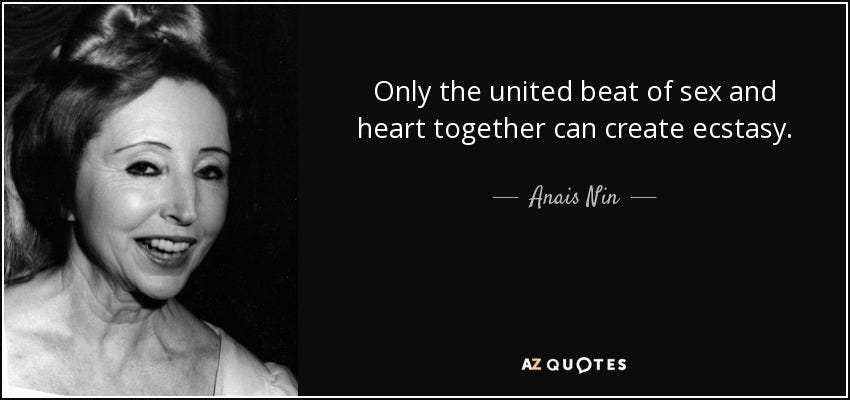 Only the united beat of sex and
heart together can create ecstasy.
Anais Nin
AZ QUOTES